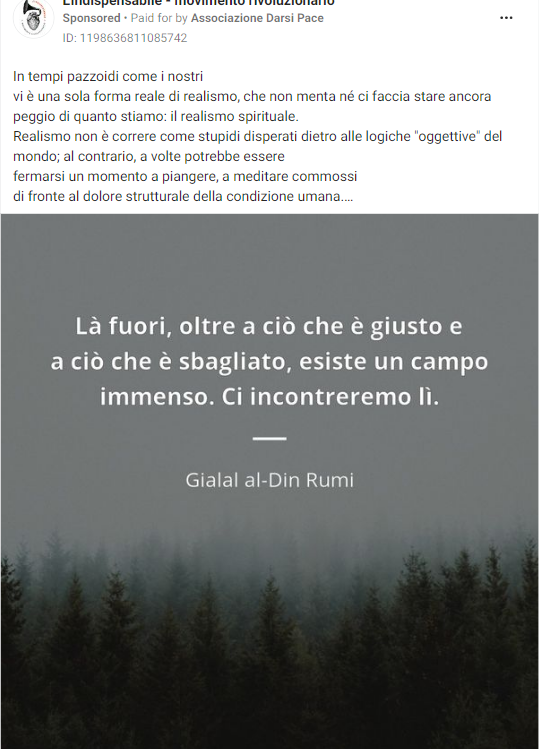 L'indispensabile - movimento rivoluzionario
Sponsored • Paid for by Associazione Darsi Pace
ID: 1198636811085742
In tempi pazzoidi come i nostri
vi è una sola forma reale di realismo, che non menta né ci faccia stare ancora
peggio di quanto stiamo: il realismo spirituale.
Realismo non è correre come stupidi disperati dietro alle logiche "oggettive" del
mondo; al contrario, a volte potrebbe essere
fermarsi un momento a piangere, a meditare commossi
di fronte al dolore strutturale della condizione umana....
Là fuori, oltre a ciò che è giusto e
a ciò che è sbagliato, esiste un campo
immenso. Ci incontreremo lì.
Gialal al-Din Rumi